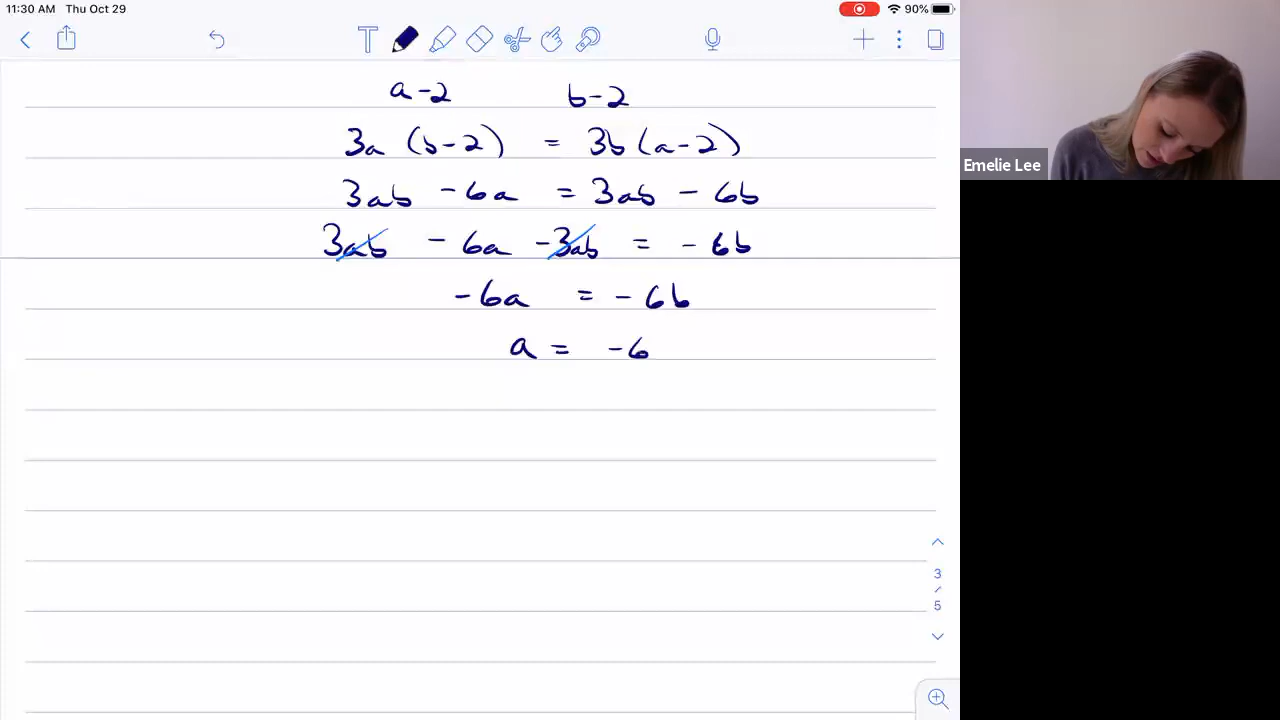 11:30 AM Thu Oct 29 90%
a - 2 b - 2
3a (b - 2) = 3b (a - 2)
Emelie Lee
3ab - 6a = 3ab - 6b
3ab - 6a - 3ab = - 6b
-6a = - 6b
a = -6
3
/
5